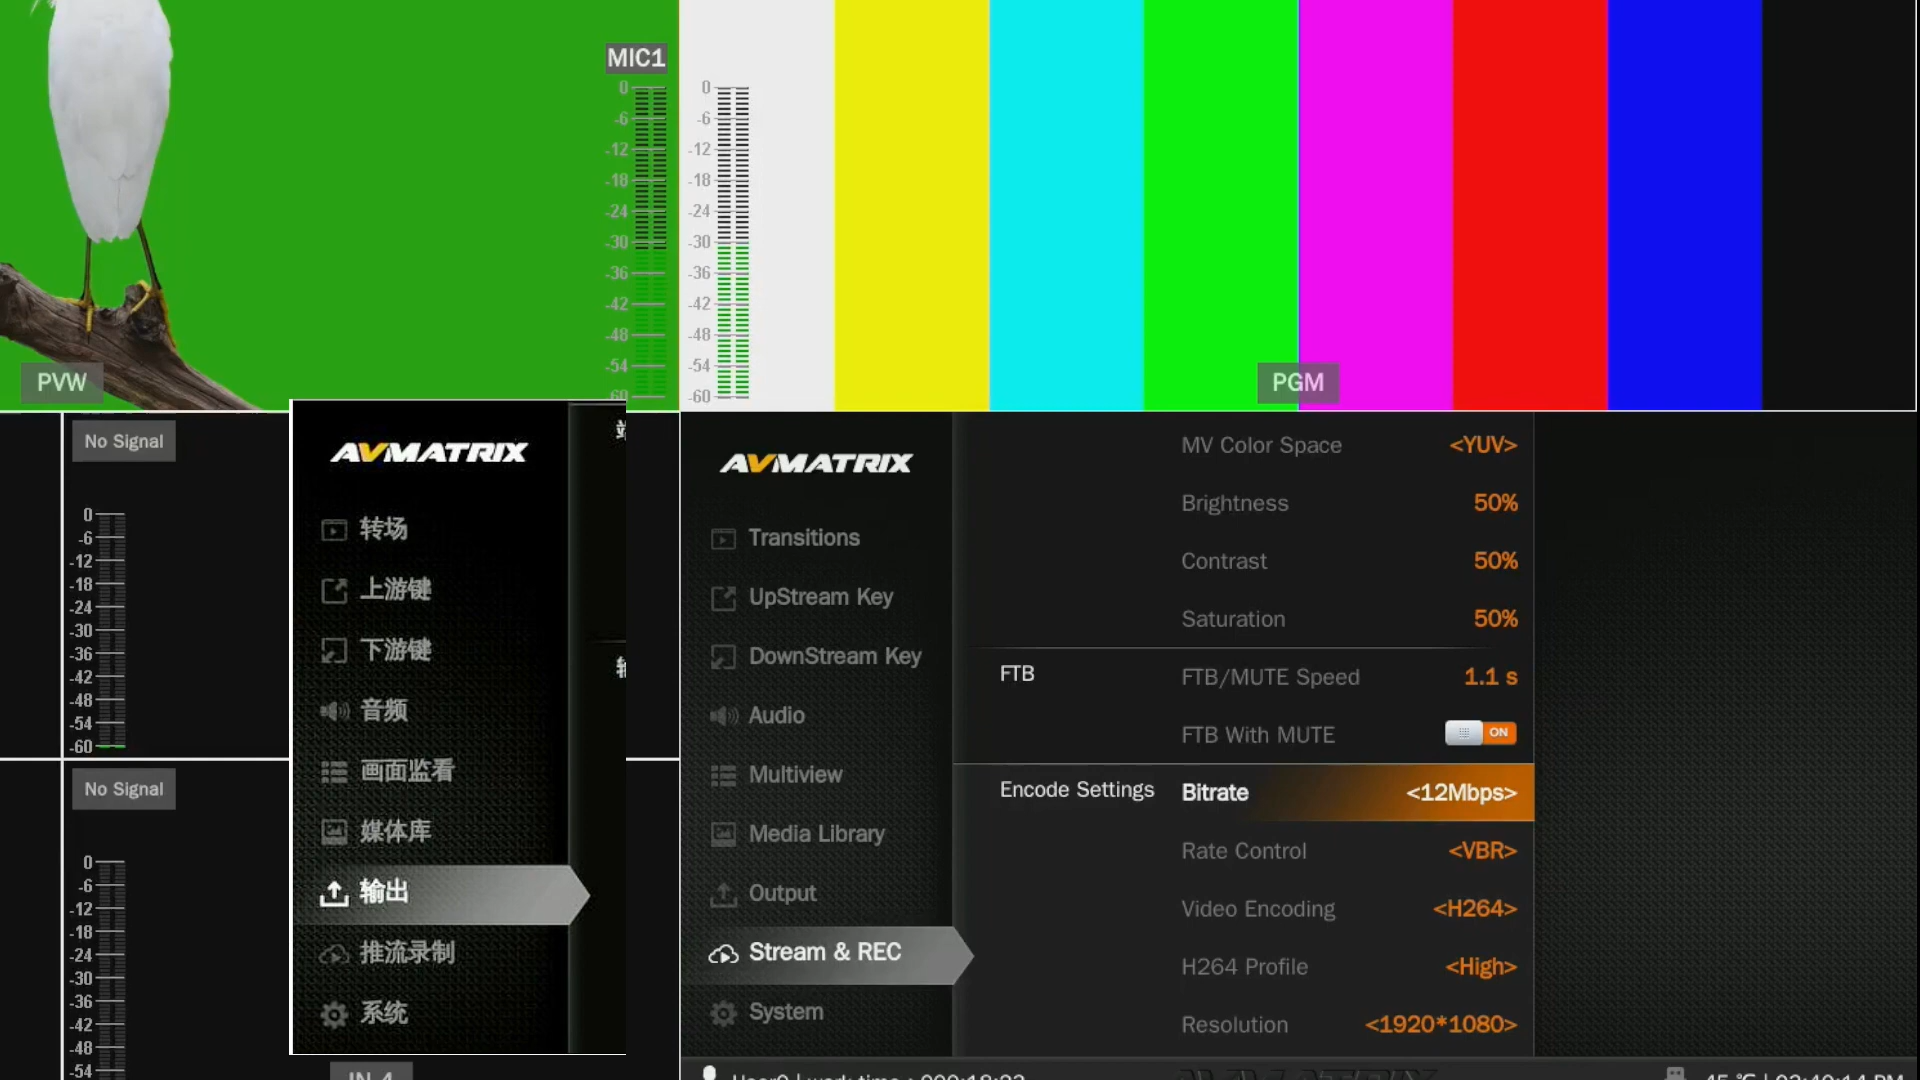 MIC1
0
-6
-12
-18
-24
-30
-36
-42
-48
-54
-60
0
-6
-12
-18
-24
-30
-36
-42
-48
-54
-60
PVW
PGM
No Signal
0
-6
-12
-18
-24
-30
-36
-42
-48
-54
-60
No Signal
0
-6
-12
-18
-24
-30
-36
-42
-48
-54
AVMATRIX
转场
上游键
下游键
音频
画面监看
媒体库
输出
推流录制
系统
IN 4
AVMATRIX
Transitions
UpStream Key
DownStream Key
Audio
Multiview
Media Library
Output
Stream & REC
System
MV Color Space <YUV>
Brightness 50%
Contrast 50%
Saturation 50%
FTB FTB/MUTE Speed 1.1 s
FTB With MUTE ON
Encode Settings Bitrate <12Mbps>
Rate Control <VBR>
Video Encoding <H264>
H264 Profile <High>
Resolution <1920*1080>